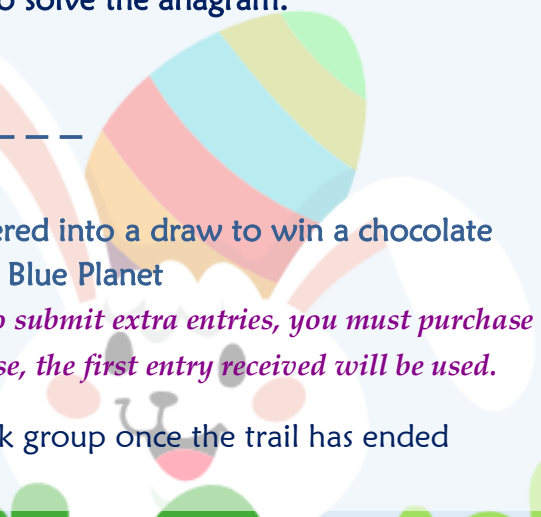 to solve the anagram.
_ _ _
ered into a draw to win a chocolate
Blue Planet
o submit extra entries, you must purchase
se, the first entry received will be used.
k group once the trail has ended